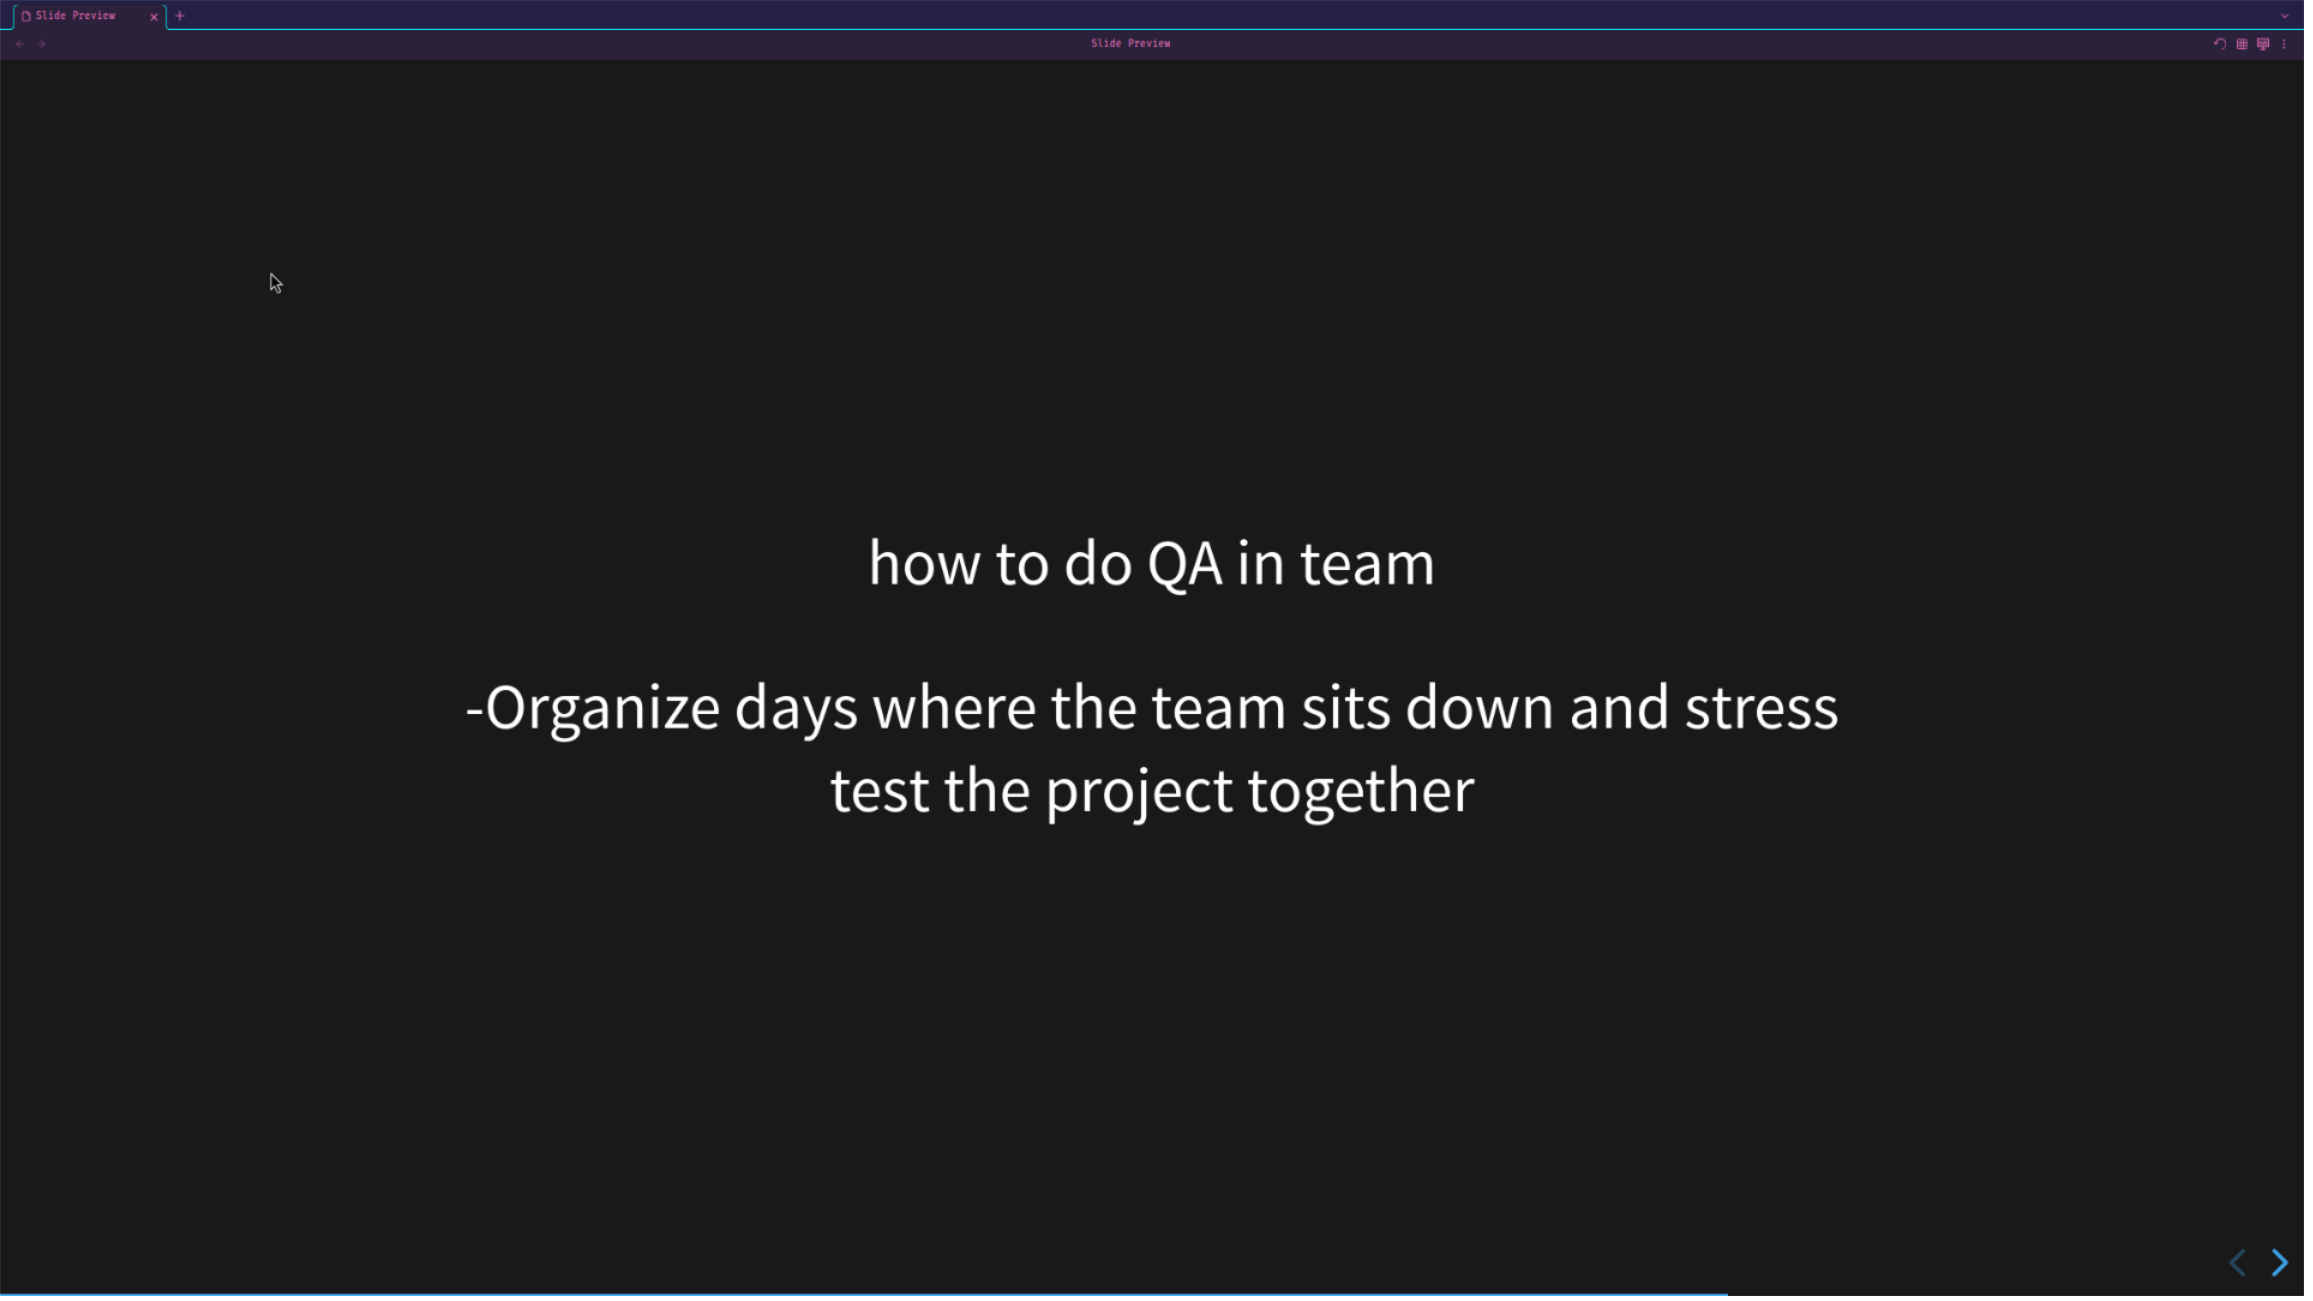 Slide Preview
Slide Preview
how to do QA in team
-Organize days where the team sits down and stress
test the project together